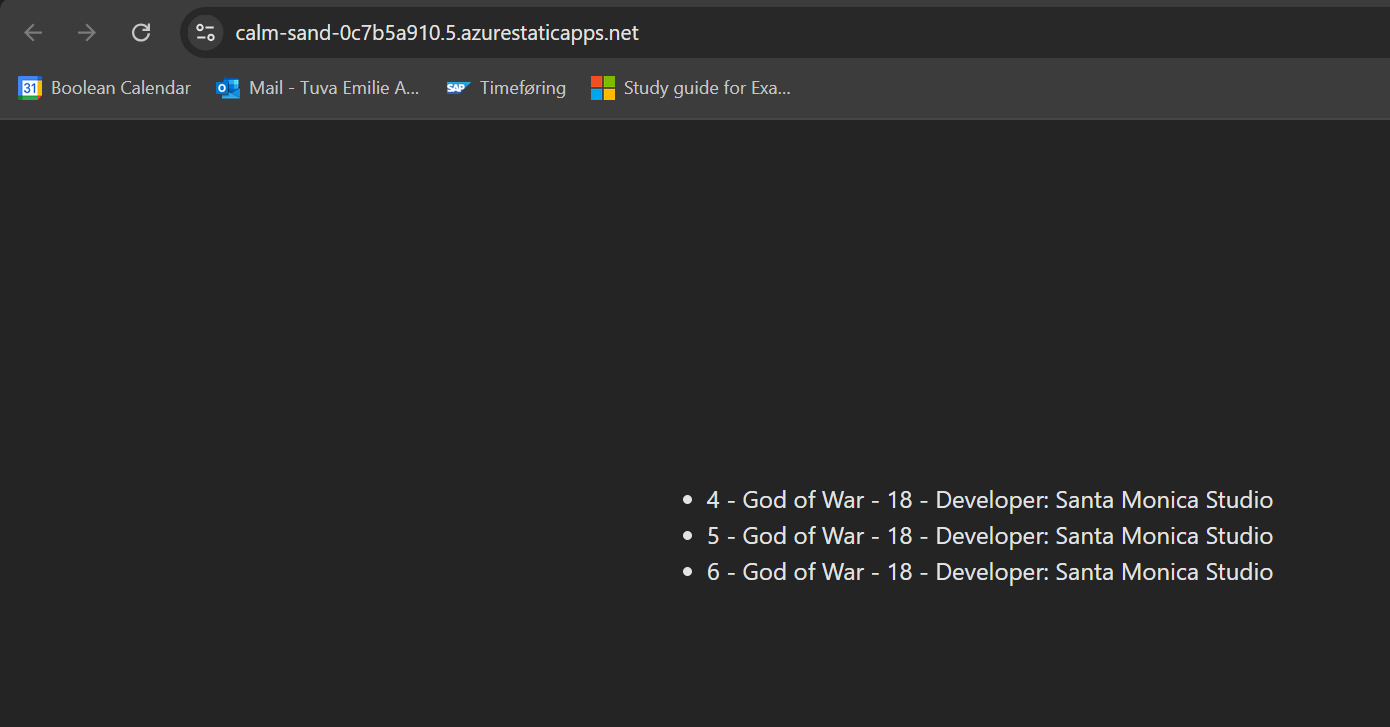 calm-sand-0c7b5a910.5.azurestaticapps.net
31 Boolean Calendar Mail - Tuva Emilie A... SAP Timeføring Study guide for Exa...
4 - God of War - 18 - Developer: Santa Monica Studio
5 - God of War - 18 - Developer: Santa Monica Studio
6 - God of War - 18 - Developer: Santa Monica Studio